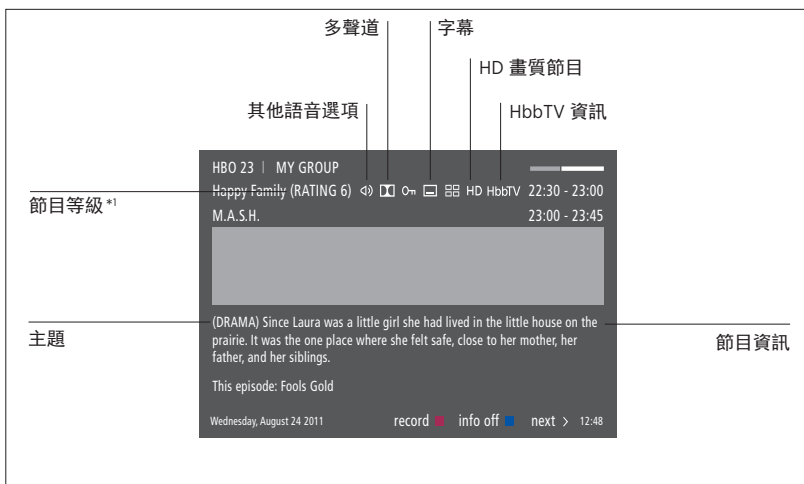 多聲道
字幕
HD 畫質節目
其他語音選項
HbbTV 資訊
HBO 23 | MY GROUP
節目等級 *1
Happy Family (RATING 6) HD HbbTV 22:30 - 23:00
M.A.S.H. 23:00 - 23:45
主題
(DRAMA) Since Laura was a little girl she had lived in the little house on the
prairie. It was the one place where she felt safe, close to her mother, her
father, and her siblings.
節目資訊
This episode: Fools Gold
Wednesday, August 24 2011 record info off next > 12:48